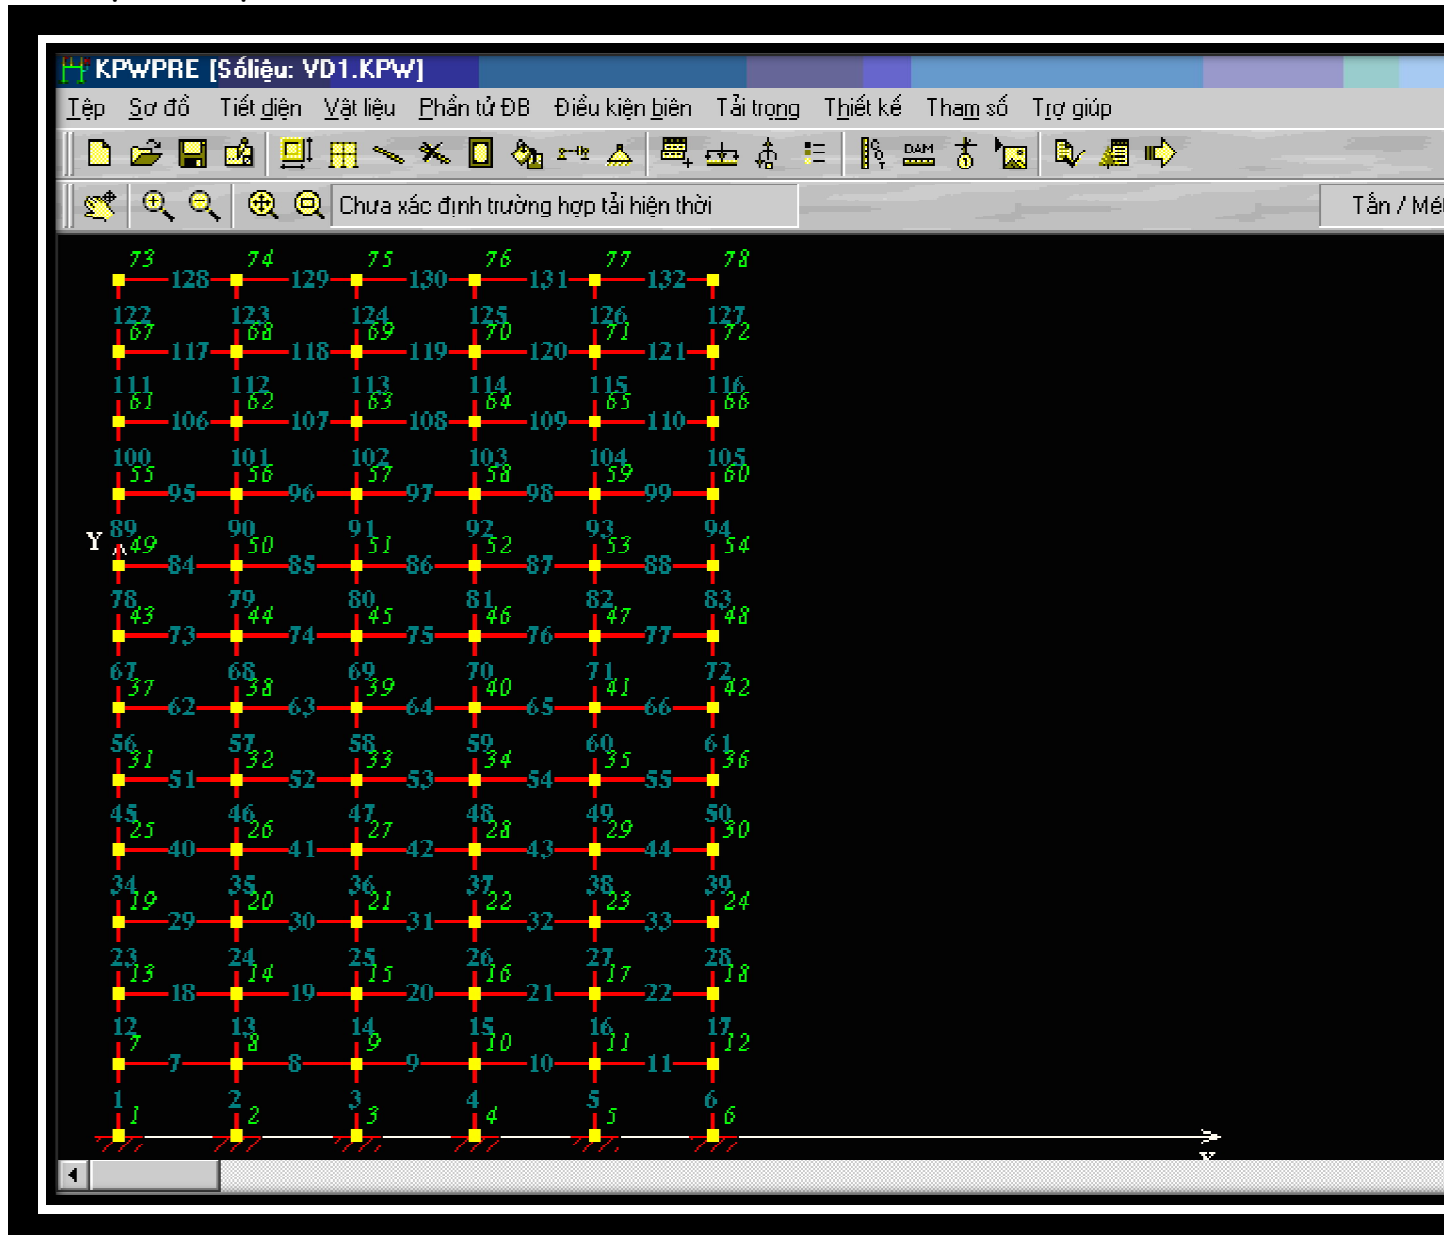 KPWPRE [Sốliệu: VD1.KPW]
Tệp Sơ đồ Tiết diện Vật liệu Phần tử ĐB Điều kiện biên Tải trọng Thiết kế Tham số Trợ giúp
DAM
Chưa xác định trường hợp tải hiện thời
Tấn / Mét
73 74 75 76 77 78
128 129 130 131 132
122 123 124 125 126 127
67 68 69 70 71 72
117 118 119 120 121
111 112 113 114 115 116
61 62 63 64 65 66
106 107 108 109 110
100 101 102 103 104 105
55 56 57 58 59 60
95 96 97 98 99
89 90 91 92 93 94
Y 49 50 51 52 53 54
84 85 86 87 88
78 79 80 81 82 83
43 44 45 46 47 48
73 74 75 76 77
67 68 69 70 71 72
37 38 39 40 41 42
62 63 64 65 66
56 57 58 59 60 61
31 32 33 34 35 36
51 52 53 54 55
45 46 47 48 49 50
25 26 27 28 29 30
40 41 42 43 44
34 35 36 37 38 39
19 20 21 22 23 24
29 30 31 32 33
23 24 25 26 27 28
13 14 15 16 17 18
18 19 20 21 22
12 13 14 15 16 17
7 8 9 10 11 12
7 8 9 10 11
1 2 3 4 5 6
1 2 3 4 5 6